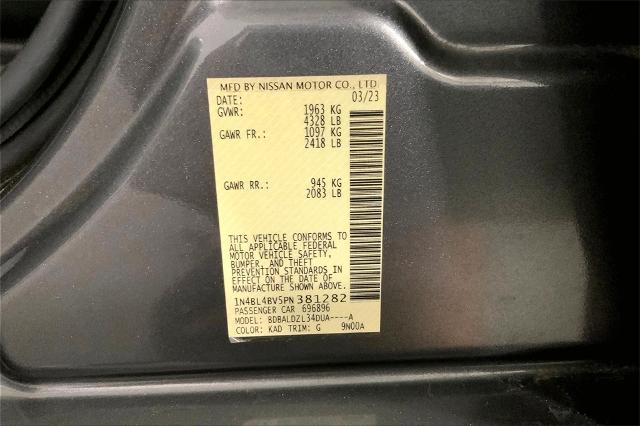 MFD BY NISSAN MOTOR CO., LTD.
DATE: 03/23
GVWR: 1963 KG
4328 LB
GAWR FR.: 1097 KG
2418 LB
GAWR RR.: 945 KG
2083 LB
THIS VEHICLE CONFORMS TO
ALL APPLICABLE FEDERAL
MOTOR VEHICLE SAFETY,
BUMPER, AND THEFT
PREVENTION STANDARDS IN
EFFECT ON THE DATE OF
MANUFACTURE SHOWN ABOVE.
1N4BL4BV5PN381282
PASSENGER CAR 696896
MODEL: BDBALDZL34DUA----A
COLOR: KAD TRIM: G 9N00A